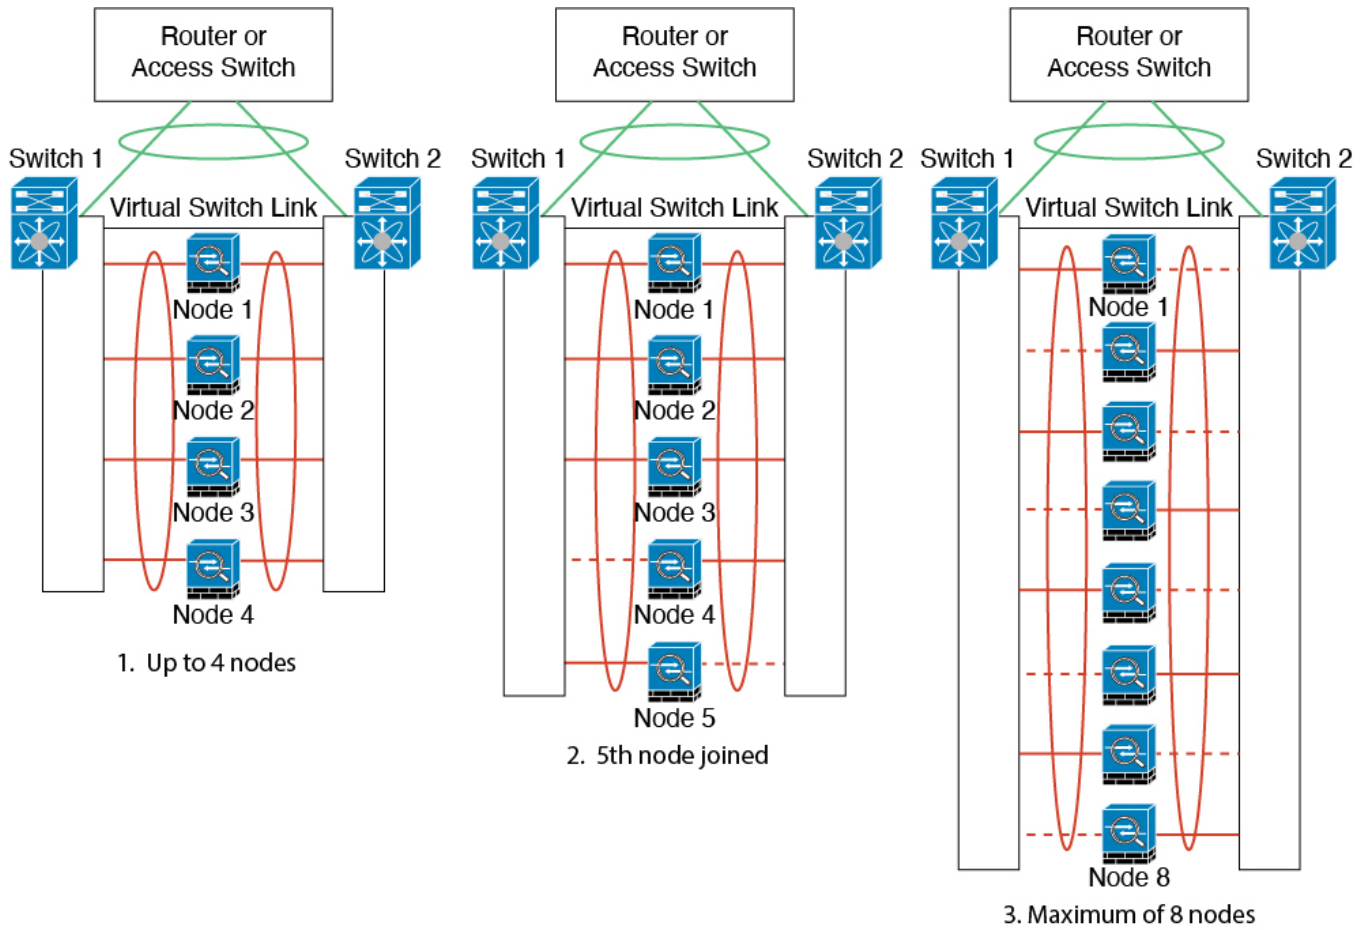 Router or
Access Switch
Switch 1
Switch 2
Virtual Switch Link
Node 1
Node 2
Node 3
Node 4
1. Up to 4 nodes
Router or
Access Switch
Switch 1
Switch 2
Virtual Switch Link
Node 1
Node 2
Node 3
Node 4
Node 5
2. 5th node joined
Router or
Access Switch
Switch 1
Switch 2
Virtual Switch Link
Node 1
Node 8
3. Maximum of 8 nodes